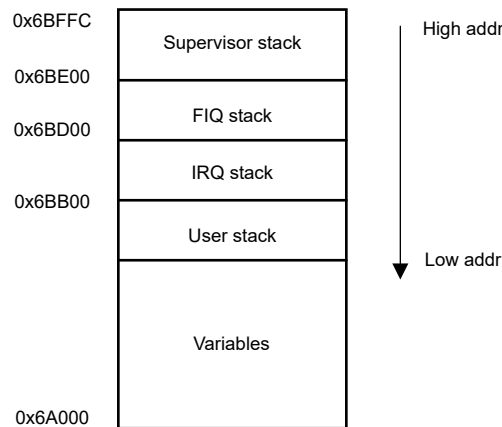 0x6BFFC
High addr
Supervisor stack
0x6BE00
FIQ stack
0x6BD00
IRQ stack
0x6BB00
User stack
Low addr
Variables
0x6A000